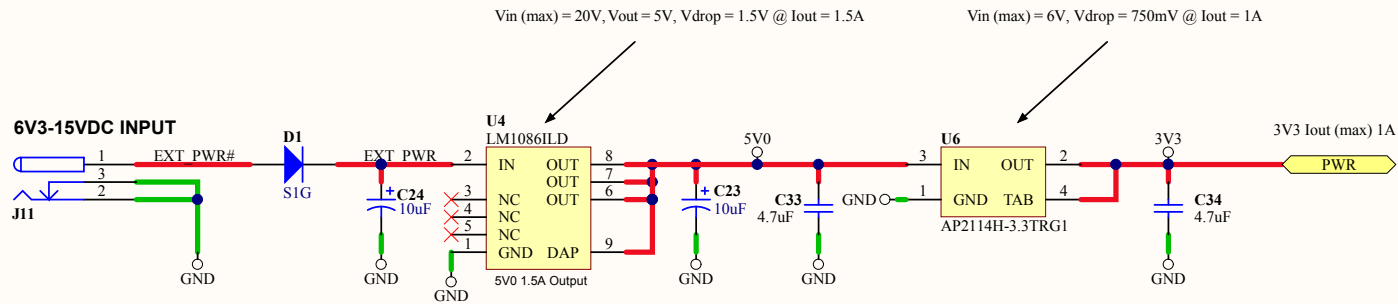 Vin (max) = 20V, Vout = 5V, Vdrop = 1.5V @ Iout = 1.5A
Vin (max) = 6V, Vdrop = 750mV @ Iout = 1A
6V3-15VDC INPUT
J11
1
3
2
EXT_PWR#
D1
S1G
EXT_PWR
C24
10uF
GND
GND
U4
LM1086ILD
2 IN OUT 8
OUT 7
3 NC OUT 6
4 NC
5 NC
1 GND DAP 9
5V0 1.5A Output
GND
5V0
C23
10uF
GND
C33
4.7uF
GND
U6
3 IN OUT 2
GND 1 GND TAB 4
AP2114H-3.3TRG1
3V3
C34
4.7uF
GND
3V3 Iout (max) 1A
PWR